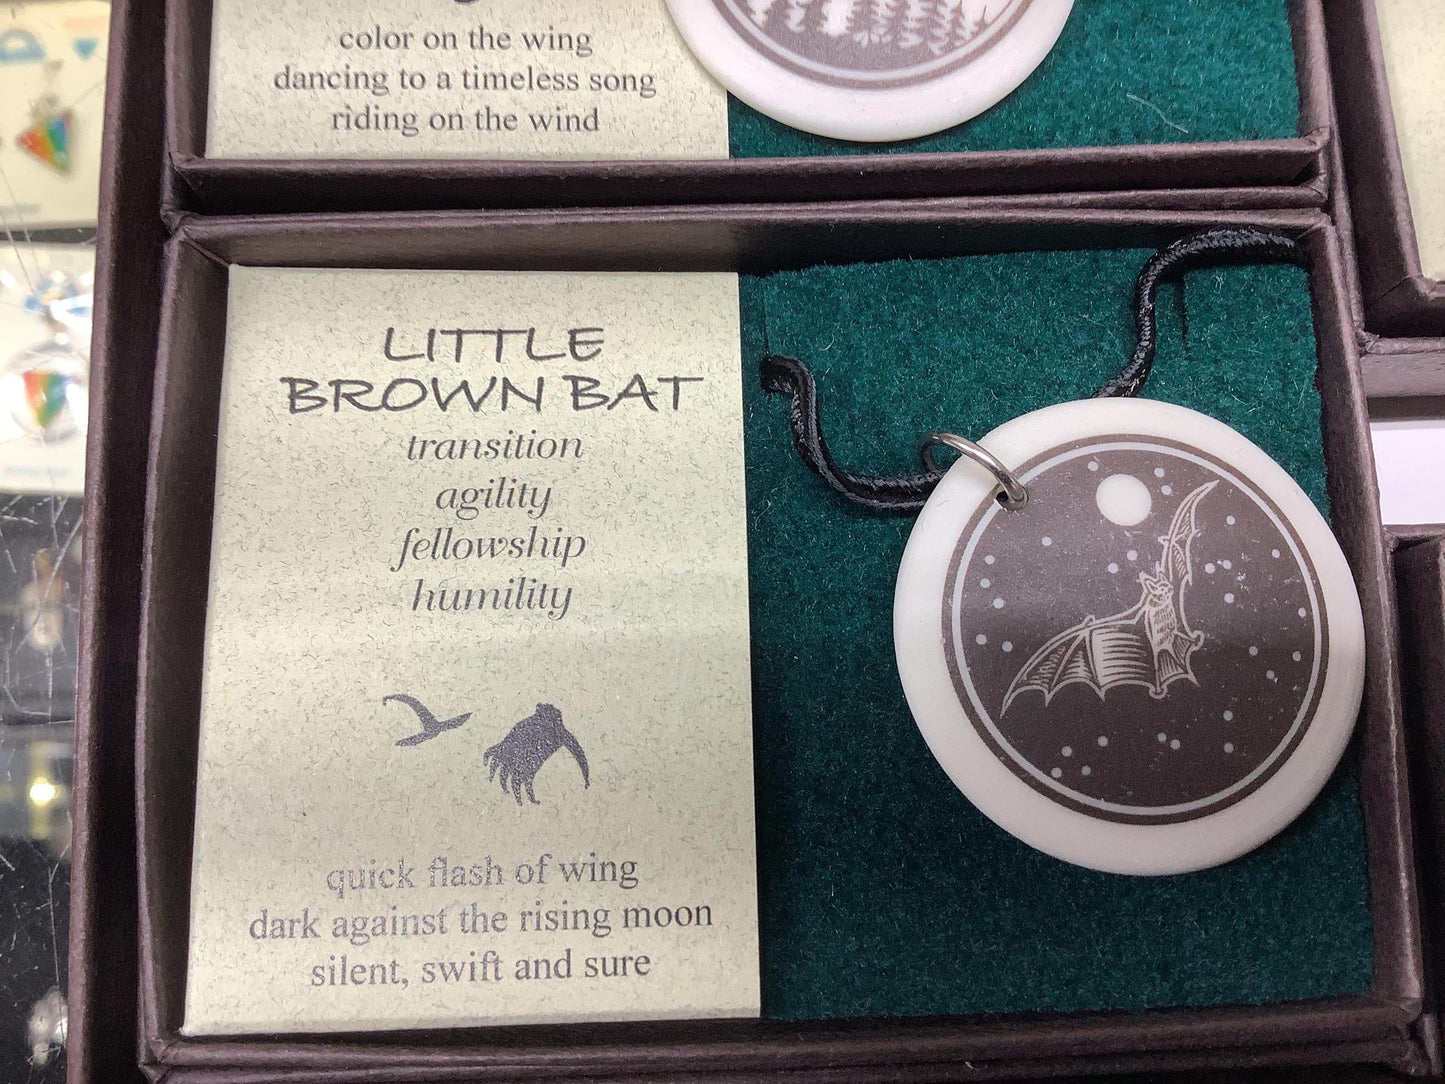 color on the wing
dancing to a timeless song
riding on the wind
LITTLE
BROWN BAT
transition
agility
fellowship
humility
quick flash of wing
dark against the rising moon
silent, swift and sure